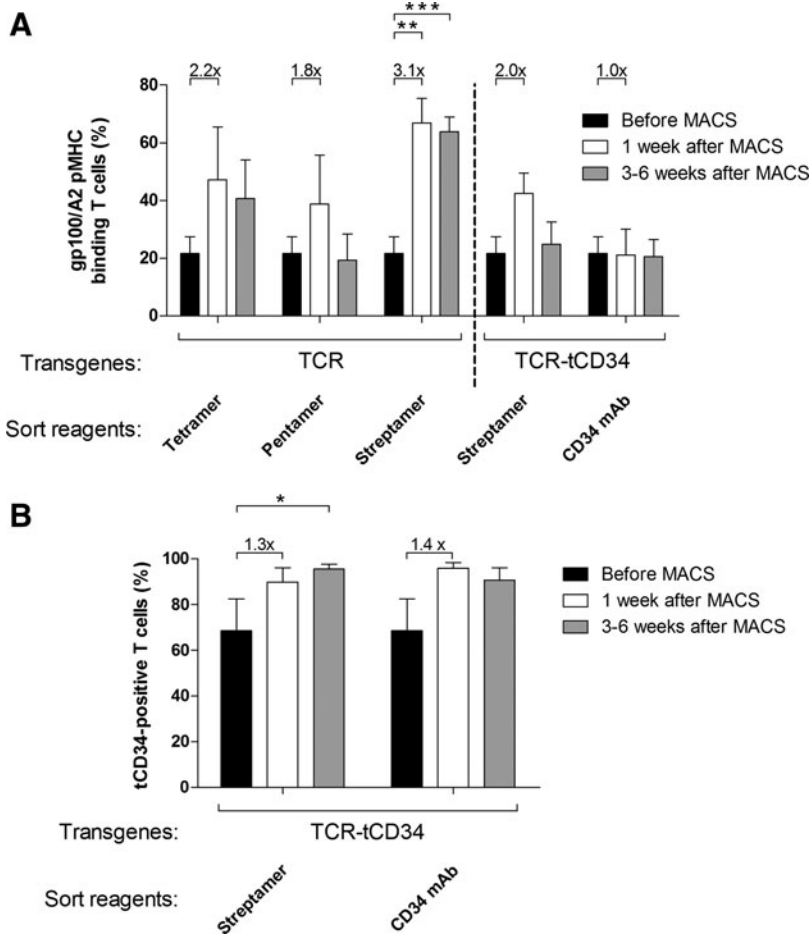 A
***
**
2.2x
1.8x
3.1x
2.0x
1.0x
80
60
40
20
0
gp100/A2 pMHC
binding T cells (%)
Before MACS
1 week after MACS
3-6 weeks after MACS
Transgenes:
TCR
TCR-tCD34
Sort reagents:
Tetramer
Pentamer
Streptamer
Streptamer
CD34 mAb
B
*
1.3x
1.4 x
100
80
60
40
20
0
tCD34-positive T cells (%)
Before MACS
1 week after MACS
3-6 weeks after MACS
Transgenes:
TCR-tCD34
Sort reagents:
Streptamer
CD34 mAb